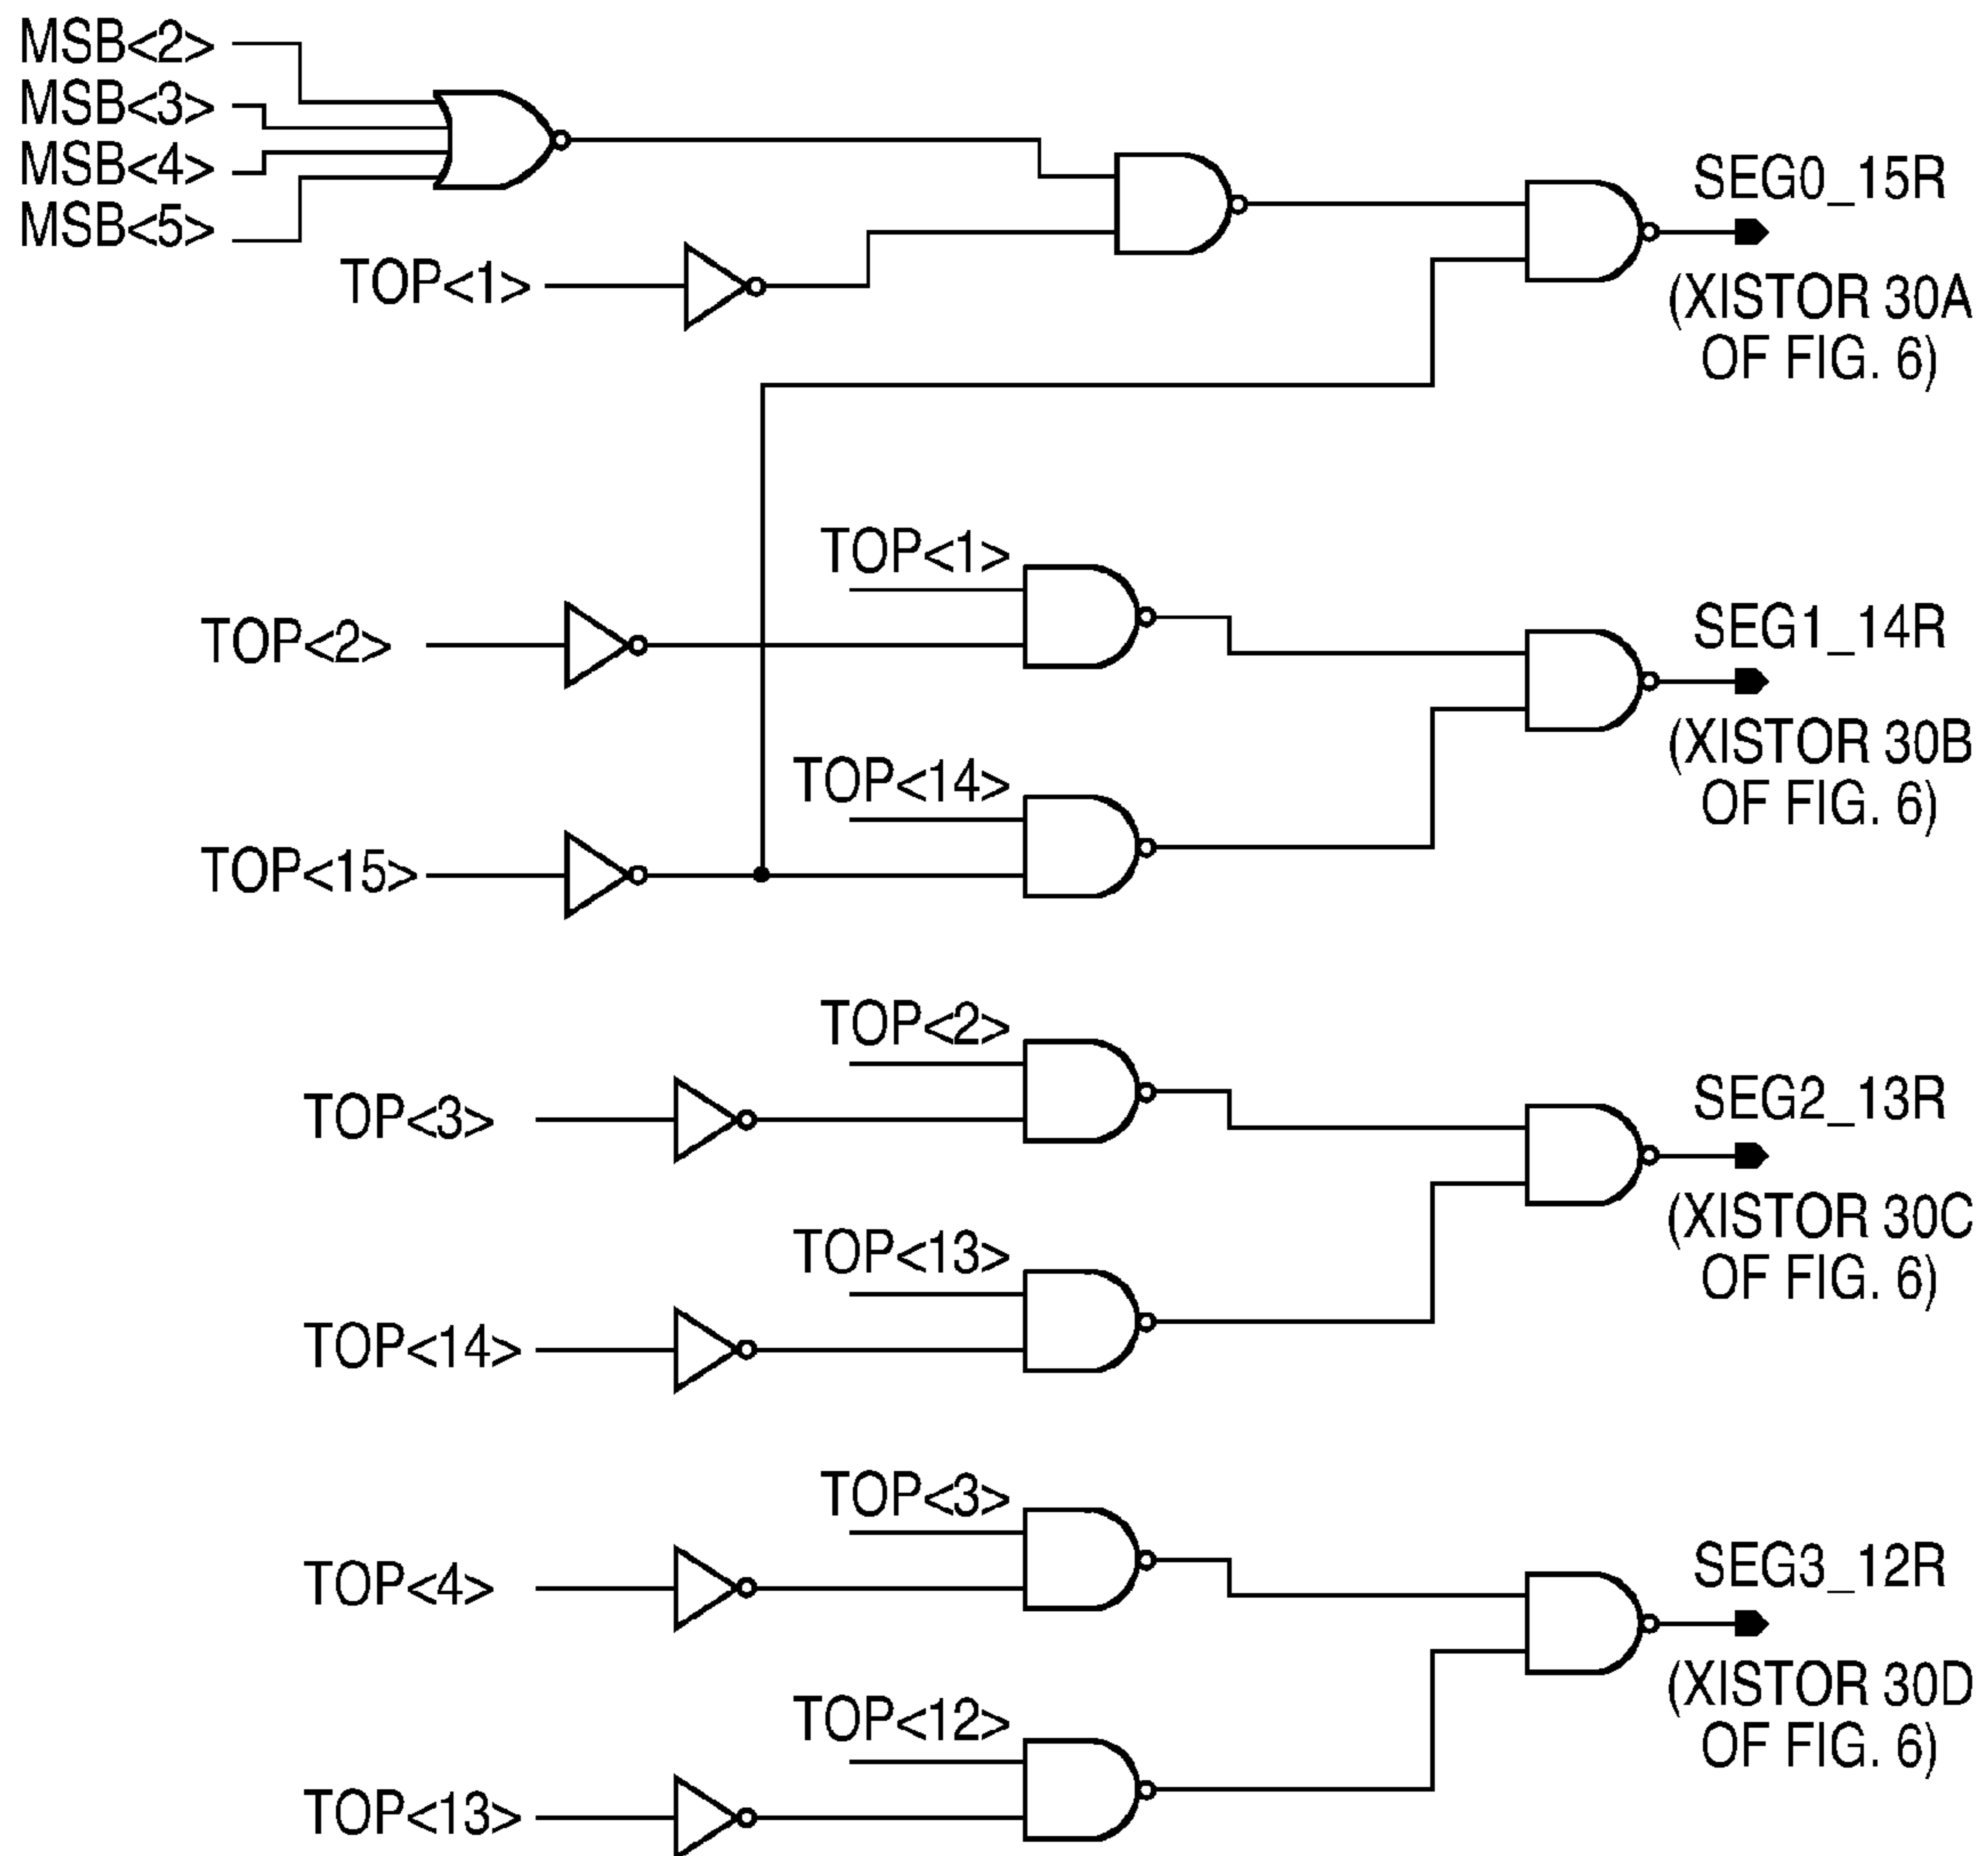 MSB<2>
MSB<3>
MSB<4>
MSB<5>
TOP<1>
SEG0_15R
(XISTOR 30A
OF FIG. 6)
TOP<1>
TOP<2>
SEG1_14R
TOP<14>
(XISTOR 30B
OF FIG. 6)
TOP<15>
TOP<2>
SEG2_13R
TOP<3>
TOP<13>
(XISTOR 30C
OF FIG. 6)
TOP<14>
TOP<3>
SEG3_12R
TOP<4>
TOP<12>
(XISTOR 30D
OF FIG. 6)
TOP<13>